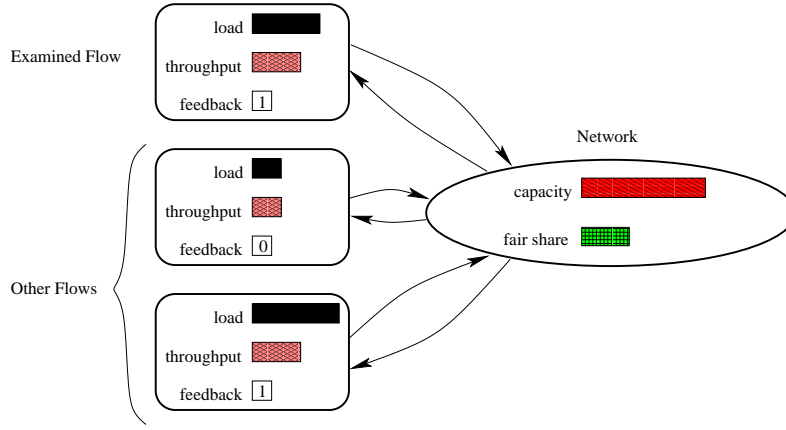 Examined Flow
load
throughput
feedback 1
Other Flows
load
throughput
feedback 0
load
throughput
feedback 1
Network
capacity
fair share